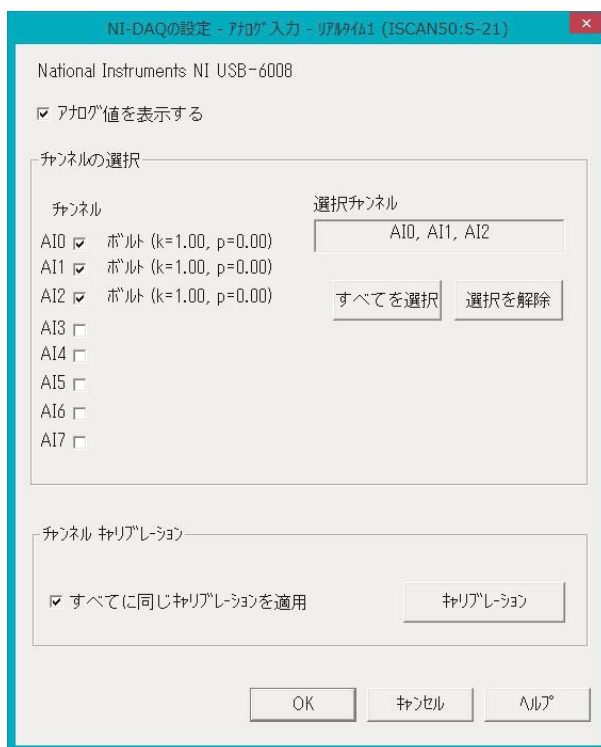 NI-DAQの設定 - ｱﾅﾛｸﾞ入力 - ﾘｱﾙﾀｲﾑ1 (ISCAN50:S-21)
National Instruments NI USB-6008
ｱﾅﾛｸﾞ値を表示する
ﾁｬﾝﾈﾙの選択
ﾁｬﾝﾈﾙ
選択ﾁｬﾝﾈﾙ
AI0, AI1, AI2
AI0 ﾎﾞﾙﾄ (k=1.00, p=0.00)
AI1 ﾎﾞﾙﾄ (k=1.00, p=0.00)
AI2 ﾎﾞﾙﾄ (k=1.00, p=0.00)
すべてを選択 選択を解除
AI3
AI4
AI5
AI6
AI7
ﾁｬﾝﾈﾙ ｷｬﾘﾌﾞﾚｰｼｮﾝ
すべてに同じｷｬﾘﾌﾞﾚｰｼｮﾝを適用
ｷｬﾘﾌﾞﾚｰｼｮﾝ
OK ｷｬﾝｾﾙ ﾍﾙﾌﾟ